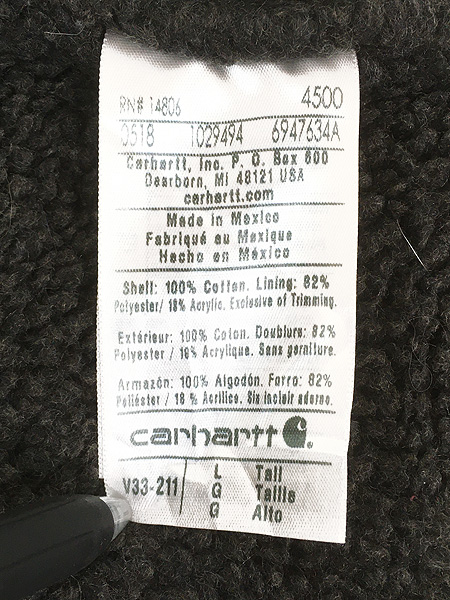 RN# 14806 4500
0518 1029494 6947634A
Carhartt, Inc. P. O. Box 600
Dearborn, MI 48121 USA
carhartt.com
Made in Mexico
Fabriqué au Mexique
Hecho en México
Shell: 100% Cotton. Lining: 82%
Polyester/ 18% Acrylic. Exclusive of Trimming.
Extérieur: 100% Coton. Doublure: 82%
Polyester / 18% Acrylique. Sans garniture.
Armazón: 100% Algodón. Forro: 82%
Poliéster / 18 % Acrílico. Sin incluir adorno.
carhartt
V33-211 L Tall
G Taille
G Alto